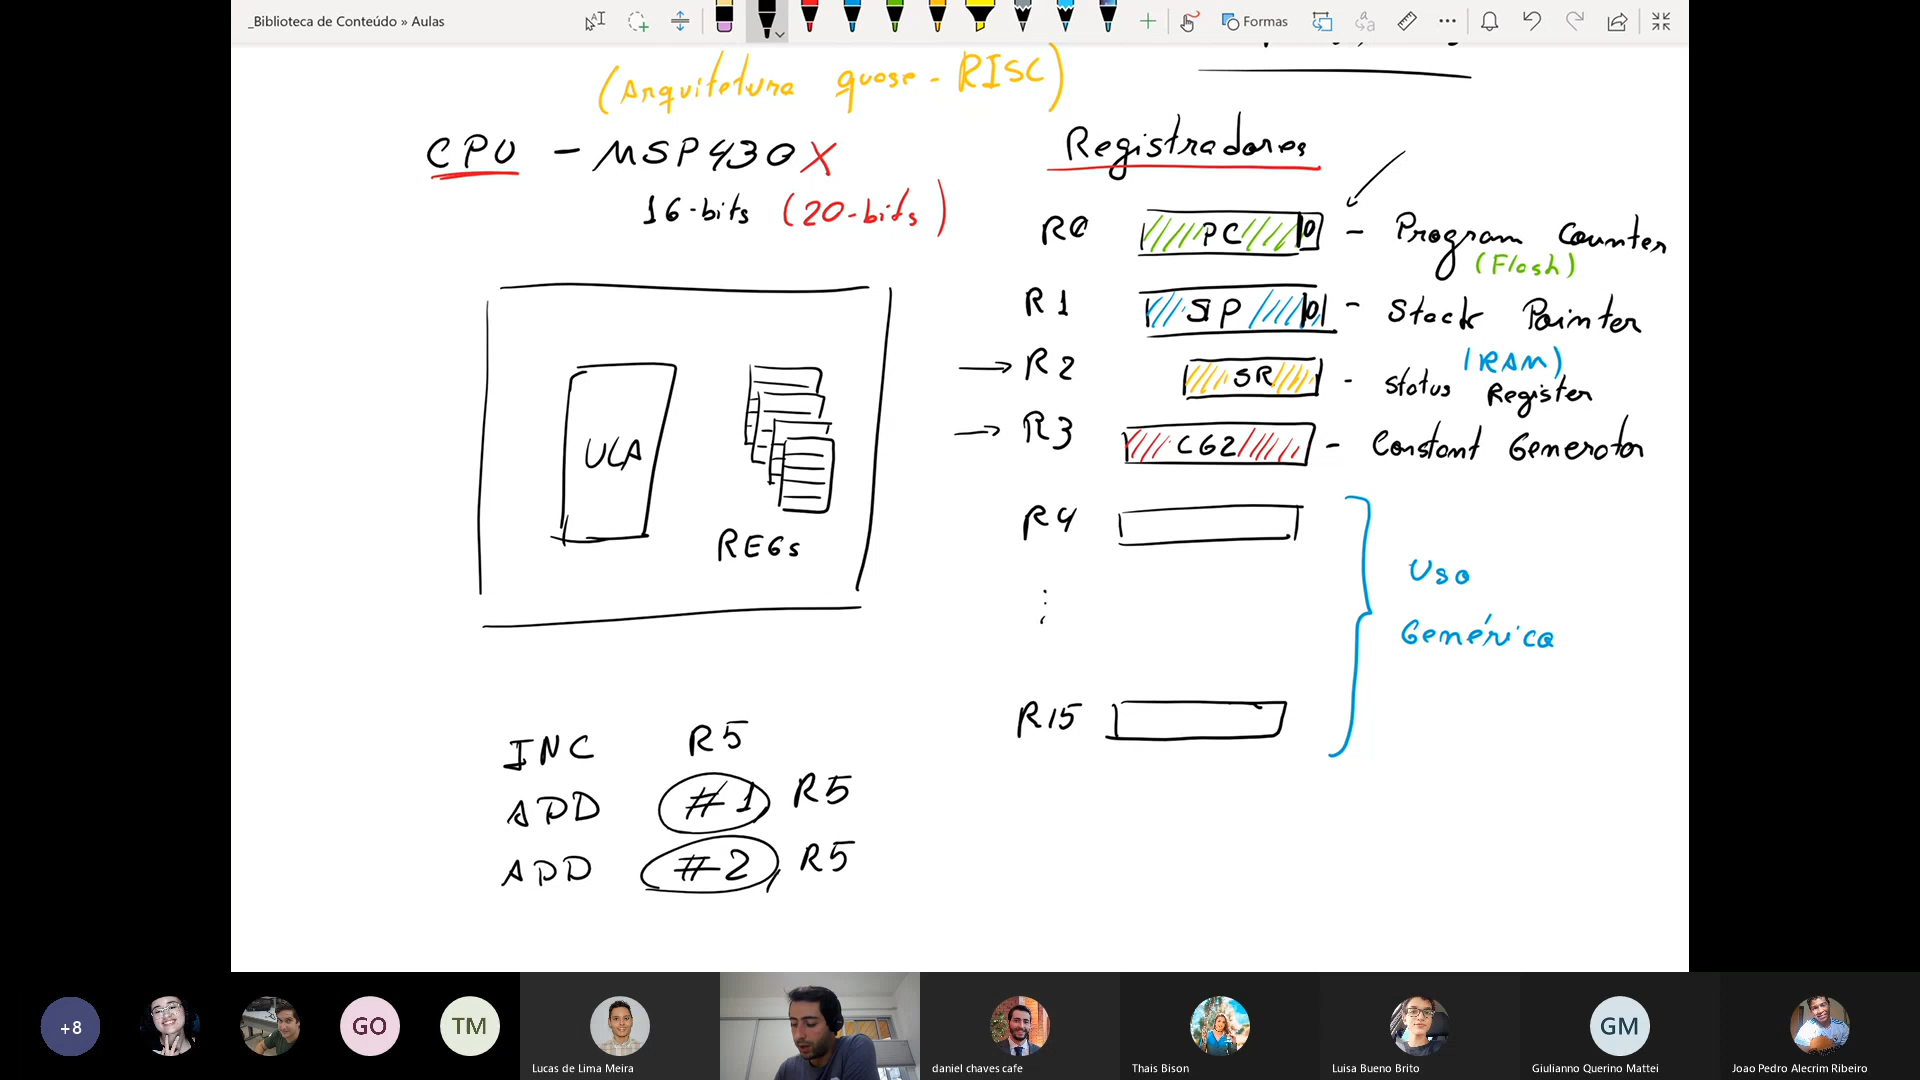 _Biblioteca de Conteúdo » Aulas
Formas
(Arquitetura quase-RISC)
CPU - MSP430X
16-bits (20-bits)
Registradores
R0 PC 0 - Program Counter
(Flash)
R1 SP 0 - Stack Pointer
(RAM)
R2 SR - Status Register
R3 CG2 - Constant Generator
R4
Uso
Genérico
R15
ULA
REGs
INC R5
ADD #1 R5
ADD #2 R5
+8
GO
TM
Lucas de Lima Meira
daniel chaves cafe
Thais Bison
Luisa Bueno Brito
GM
Giulianno Querino Mattei
Joao Pedro Alecrim Ribeiro